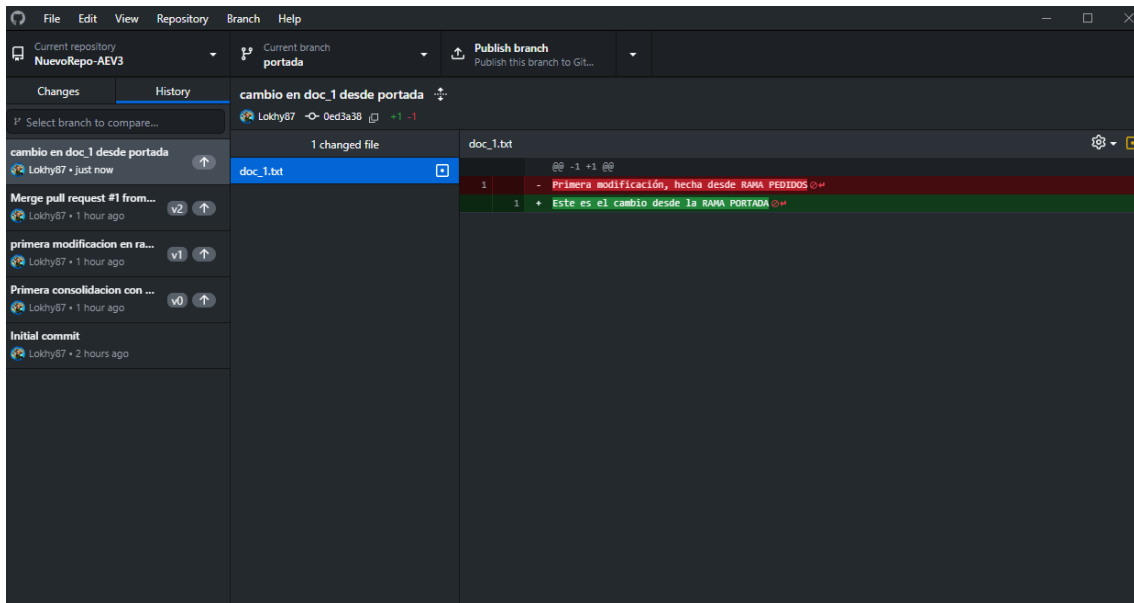 File Edit View Repository Branch Help
Current repository
NuevoRepo-AEV3
Current branch
portada
Publish branch
Publish this branch to Git...
Changes History
Select branch to compare...
cambio en doc_1 desde portada
Lokhy87 • just now
Merge pull request #1 from...
Lokhy87 • 1 hour ago
v2
primera modificacion en ra...
Lokhy87 • 1 hour ago
v1
Primera consolidacion con ...
Lokhy87 • 1 hour ago
v0
Initial commit
Lokhy87 • 2 hours ago
cambio en doc_1 desde portada
Lokhy87 0ed3a38 +1 -1
1 changed file
doc_1.txt
doc_1.txt
@@ -1 +1 @@
1 - Primera modificación, hecha desde RAMA PEDIDOS
1 + Este es el cambio desde la RAMA PORTADA